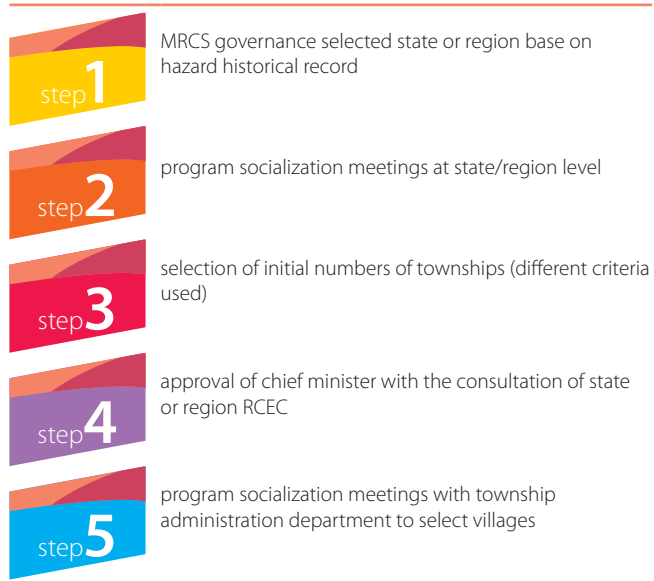 step1
MRCS governance selected state or region base on
hazard historical record
step2
program socialization meetings at state/region level
step3
selection of initial numbers of townships (different criteria
used)
step4
approval of chief minister with the consultation of state
or region RCEC
step5
program socialization meetings with township
administration department to select villages